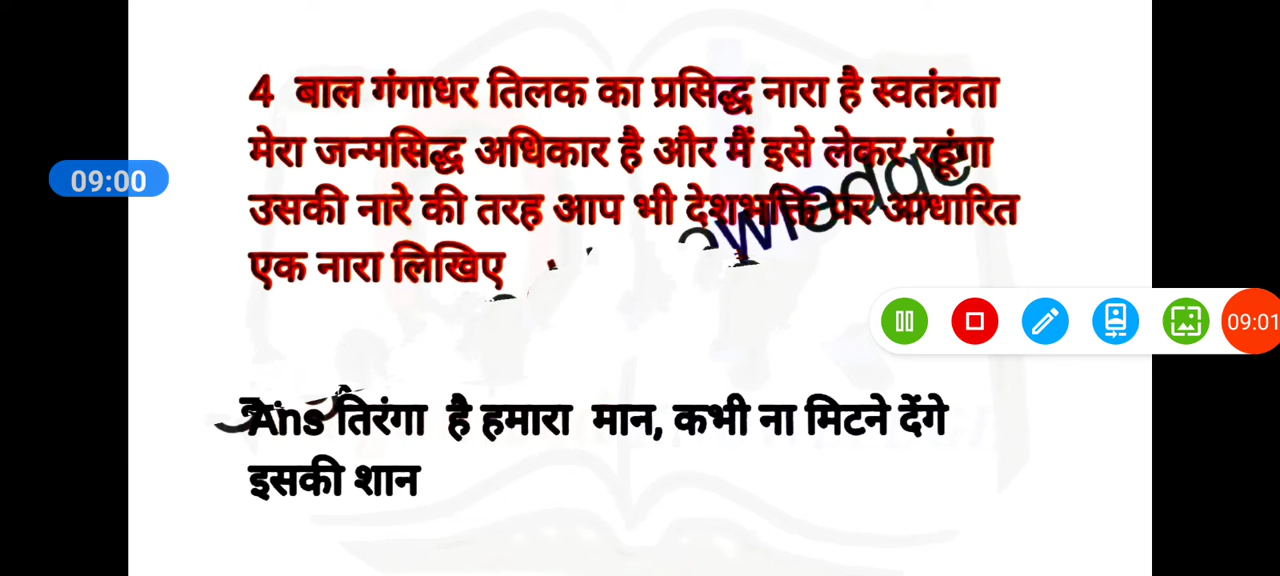 4 बाल गंगाधर तिलक का प्रसिद्ध नारा है स्वतंत्रता
मेरा जन्मसिद्ध अधिकार है और मैं इसे लेकर रहूंगा
09:00
उसकी नारे की तरह आप भी देशभक्ति पर आधारित
एक नारा लिखिए
09:01
Ans तिरंगा है हमारा मान, कभी ना मिटने देंगे
इसकी शान